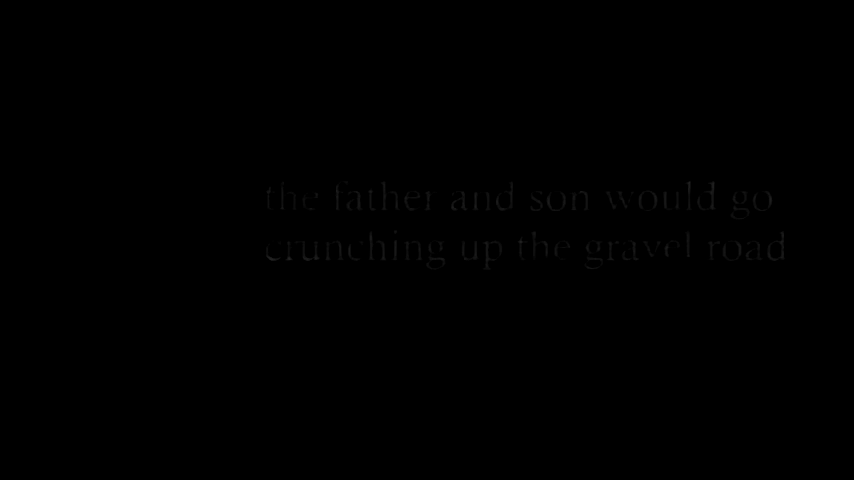 the father and son would go
crunching up the gravel road